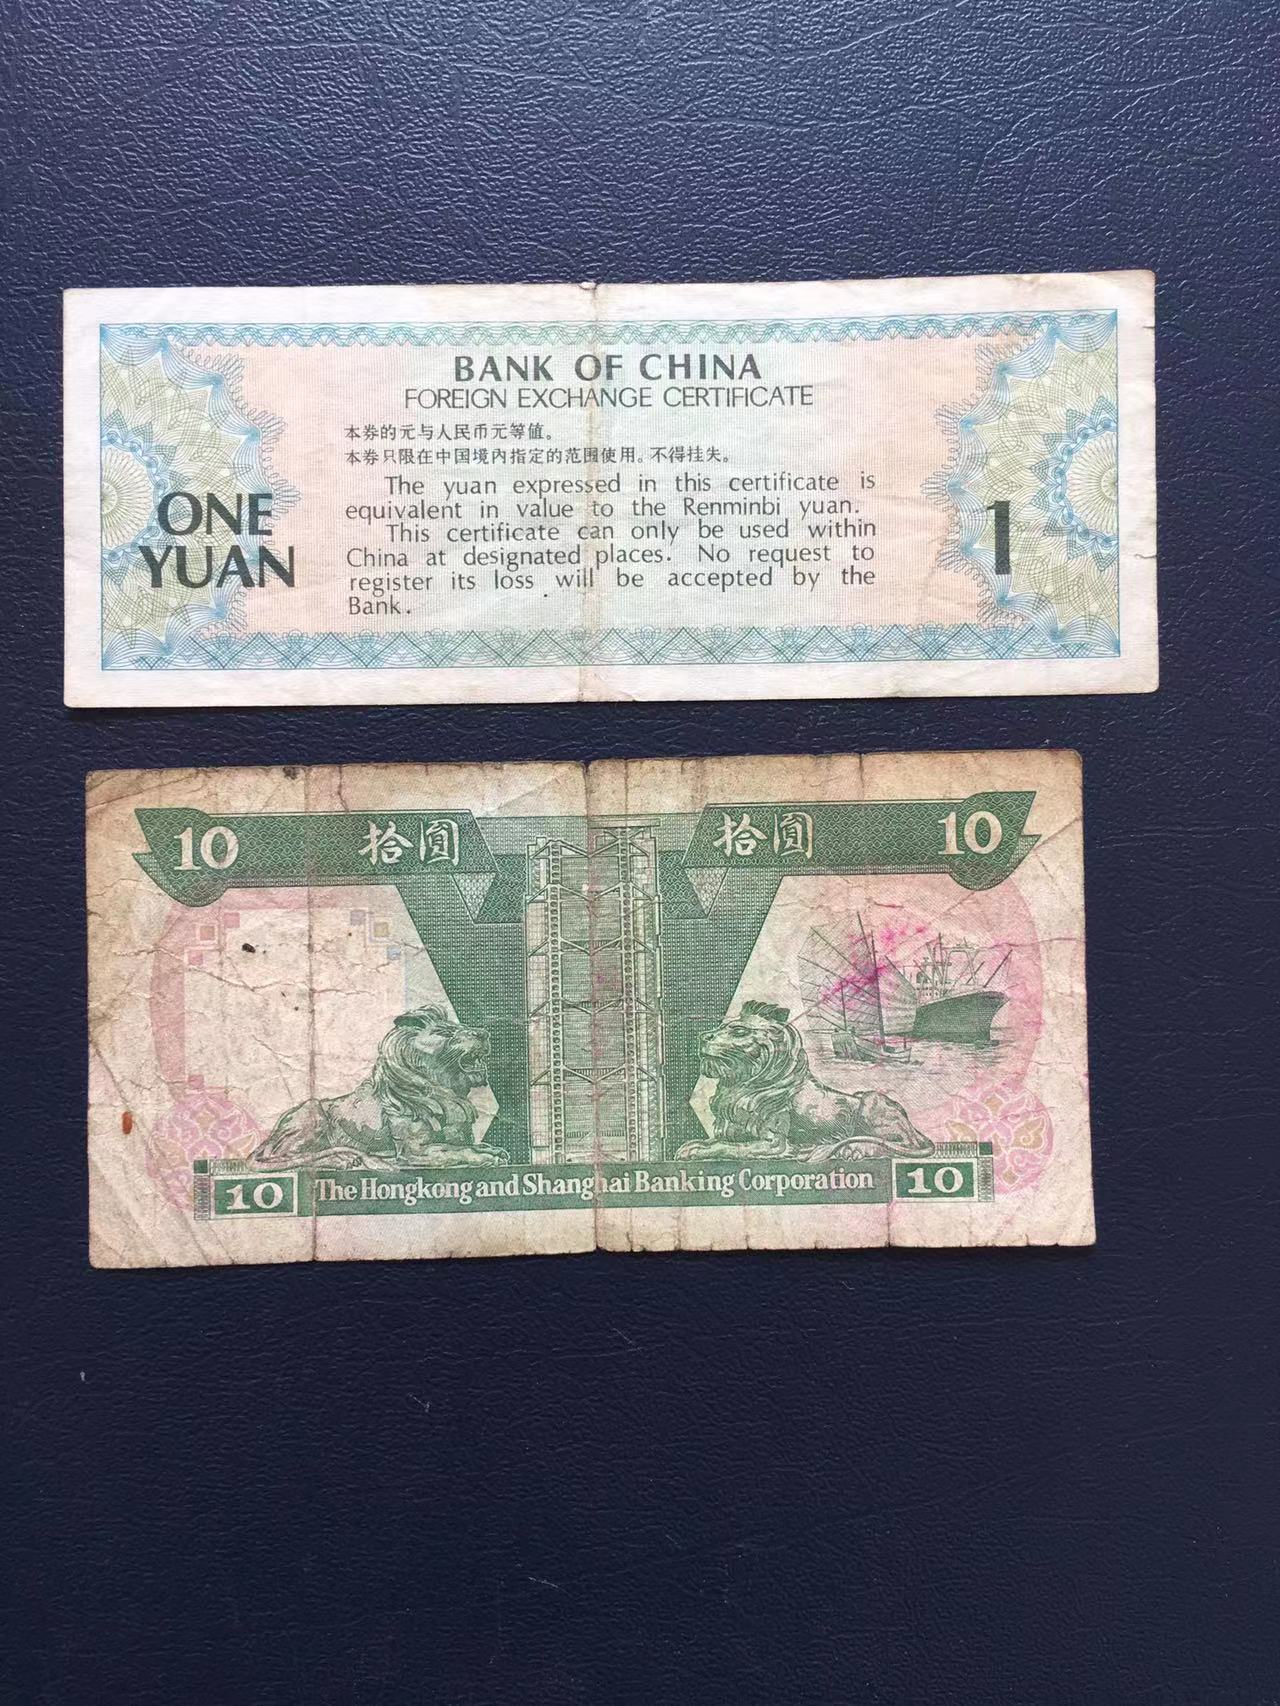 BANK OF CHINA
FOREIGN EXCHANGE CERTIFICATE
本券的元与人民币元等值。
本券只限在中国境内指定的范围使用。不得挂失。
The yuan expressed in this certificate is
equivalent in value to the Renminbi yuan.
This certificate can only be used within
China at designated places. No request to
register its loss will be accepted by the
Bank.
ONE
YUAN
1
10 拾圓 拾圓 10
10 The Hongkong and Shanghai Banking Corporation 10